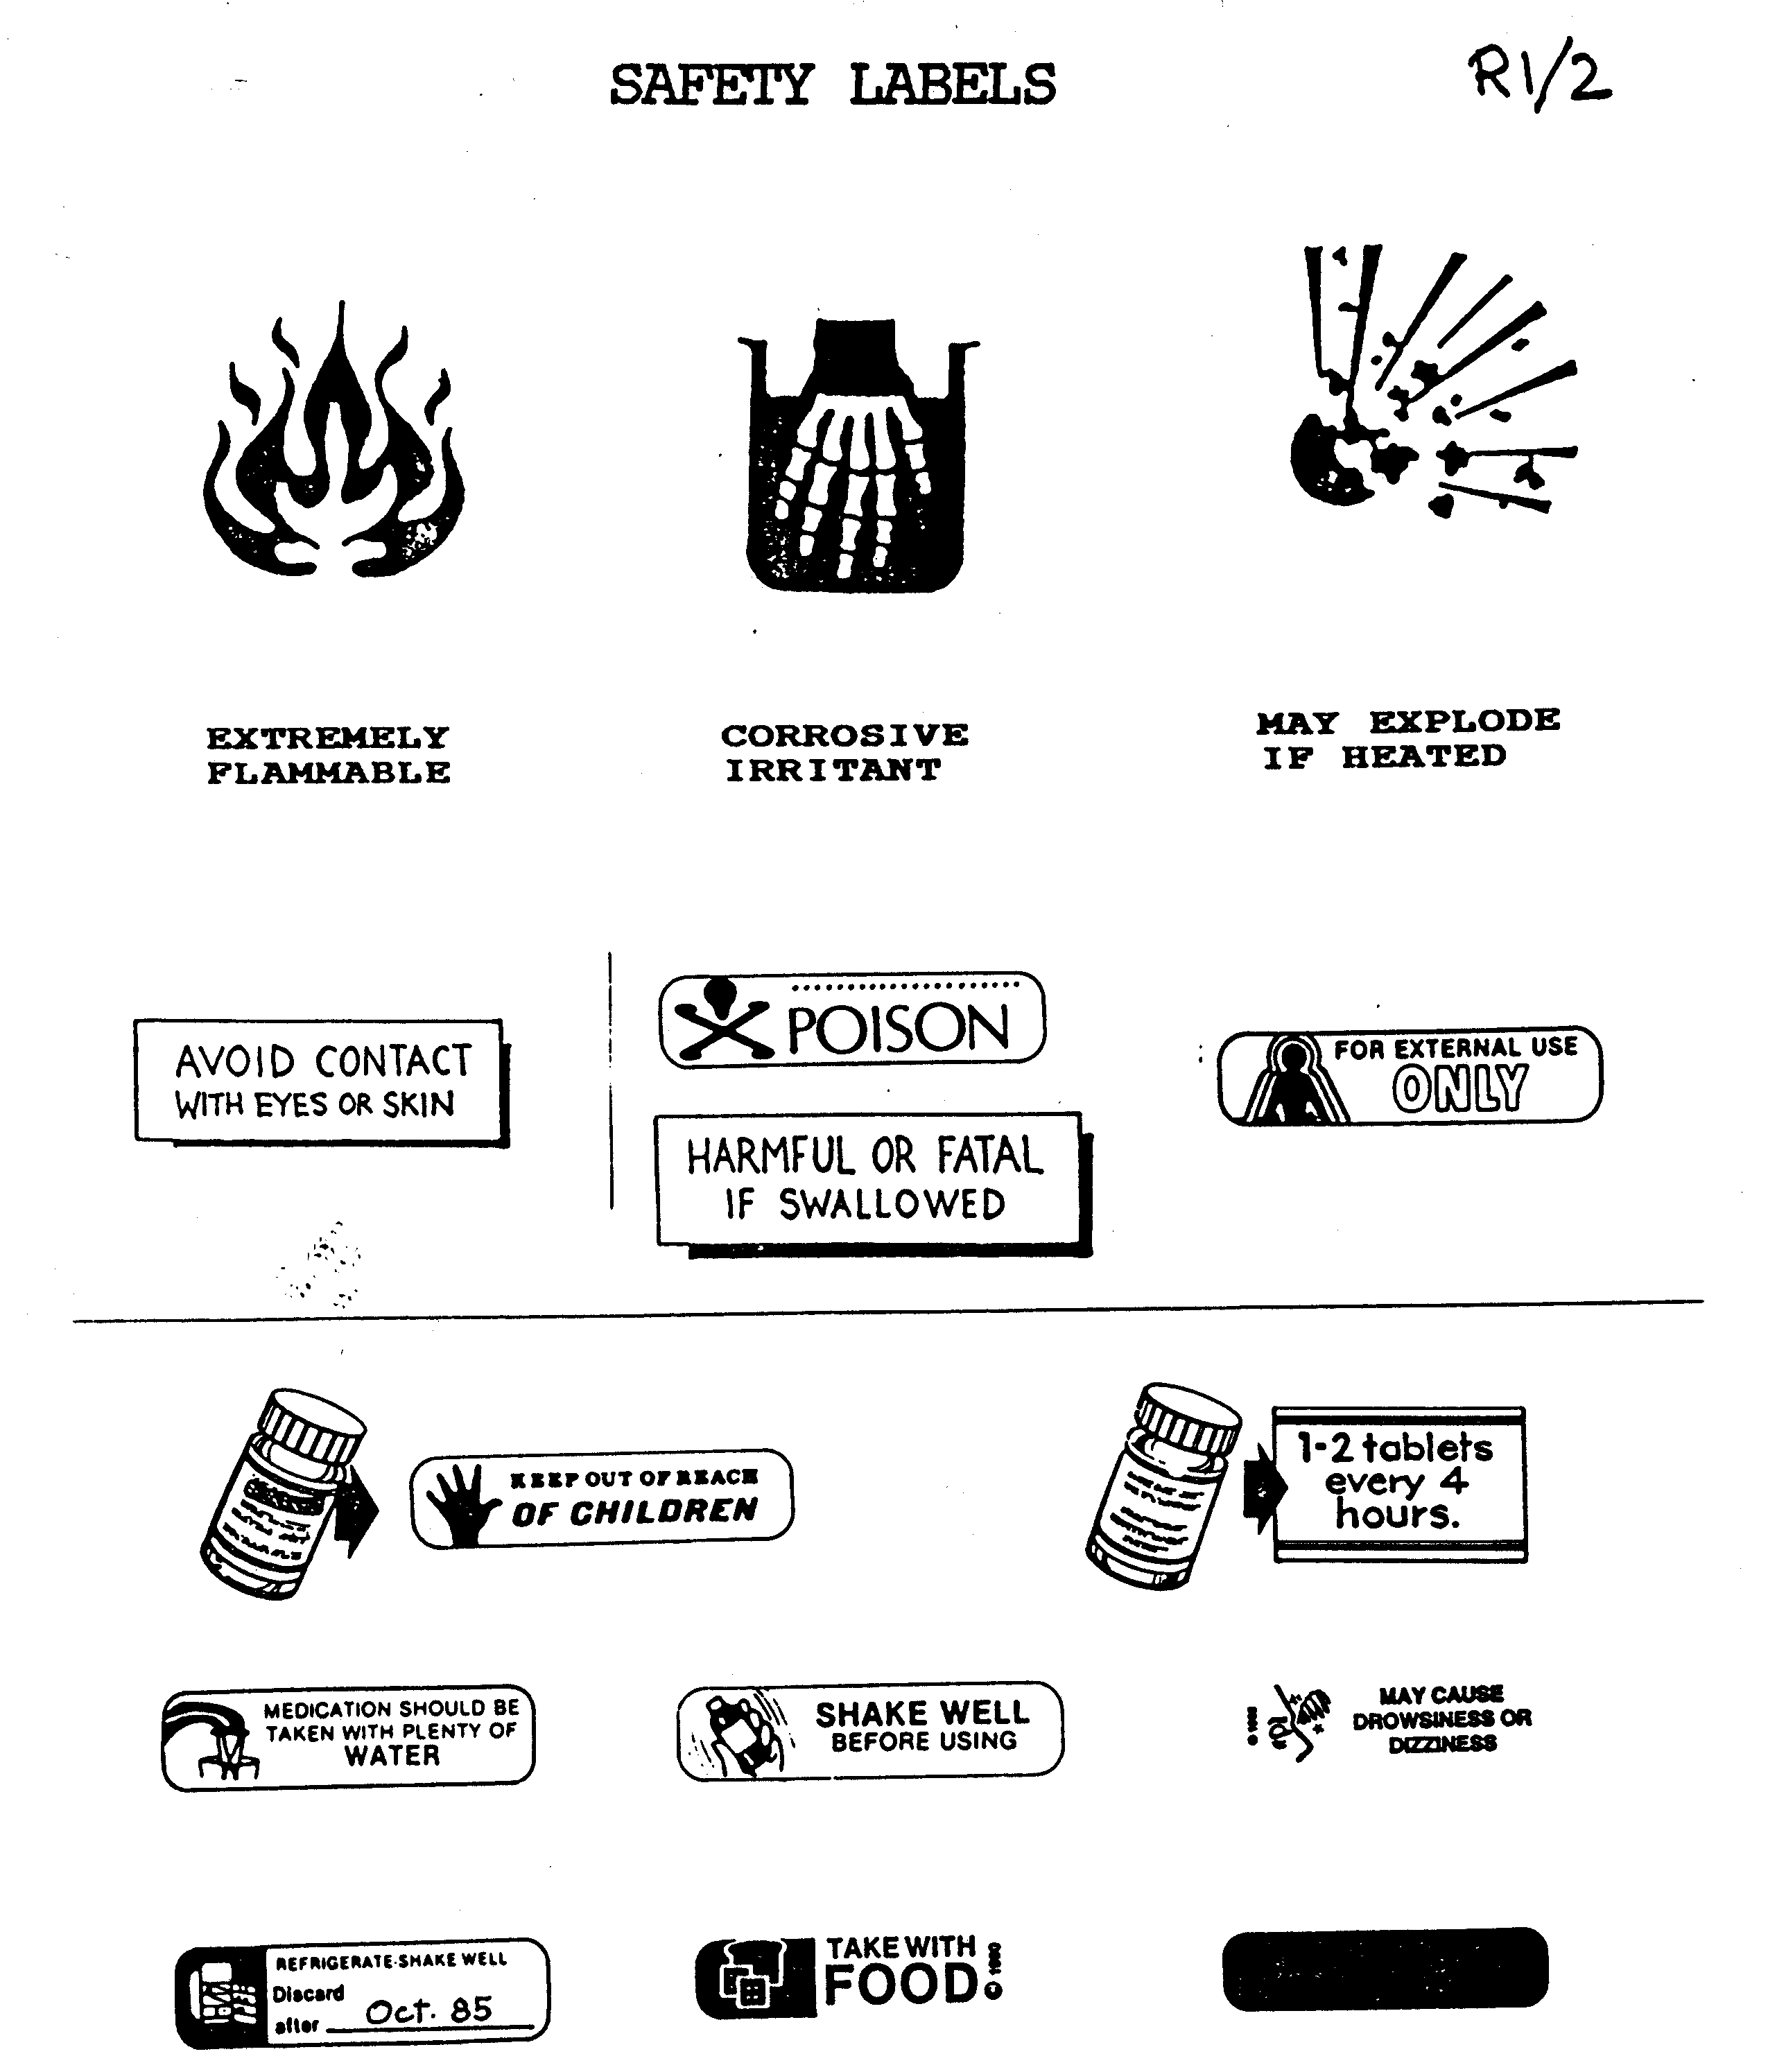 SAFETY LABELS
R1/2
EXTREMELY
FLAMMABLE
CORROSIVE
IRRITANT
MAY EXPLODE
IF HEATED
AVOID CONTACT
WITH EYES OR SKIN
POISON
HARMFUL OR FATAL
IF SWALLOWED
FOR EXTERNAL USE
ONLY
KEEP OUT OF REACH
OF CHILDREN
1-2 tablets
every 4
hours.
MEDICATION SHOULD BE
TAKEN WITH PLENTY OF
WATER
SHAKE WELL
BEFORE USING
MAY CAUSE
DROWSINESS OR
DIZZINESS
REFRIGERATE-SHAKE WELL
Discard
after Oct. 85
TAKE WITH
FOOD